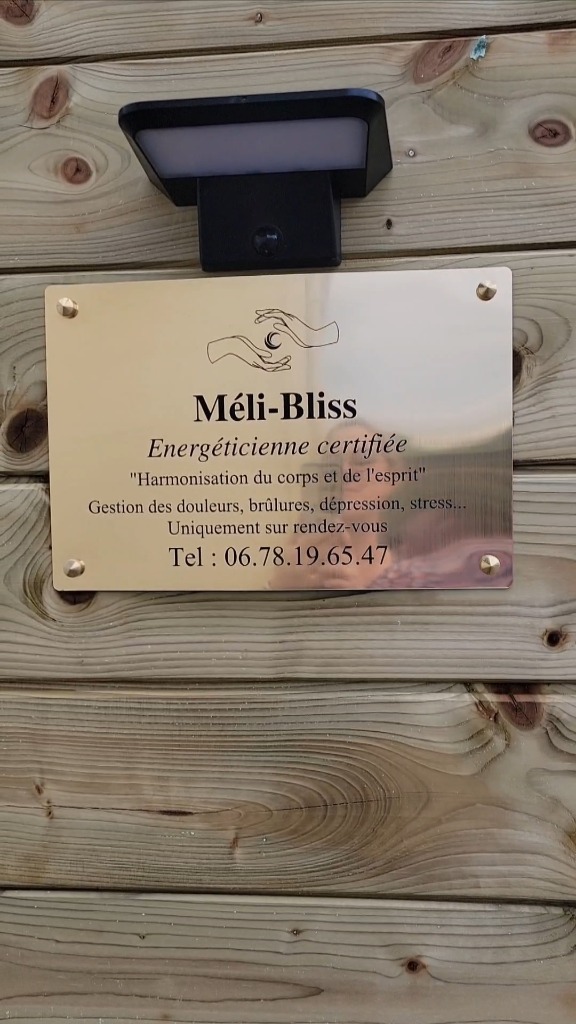 Méli-Bliss
Energéticienne certifiée
"Harmonisation du corps et de l'esprit"
Gestion des douleurs, brûlures, dépression, stress...
Uniquement sur rendez-vous
Tel : 06.78.19.65.47